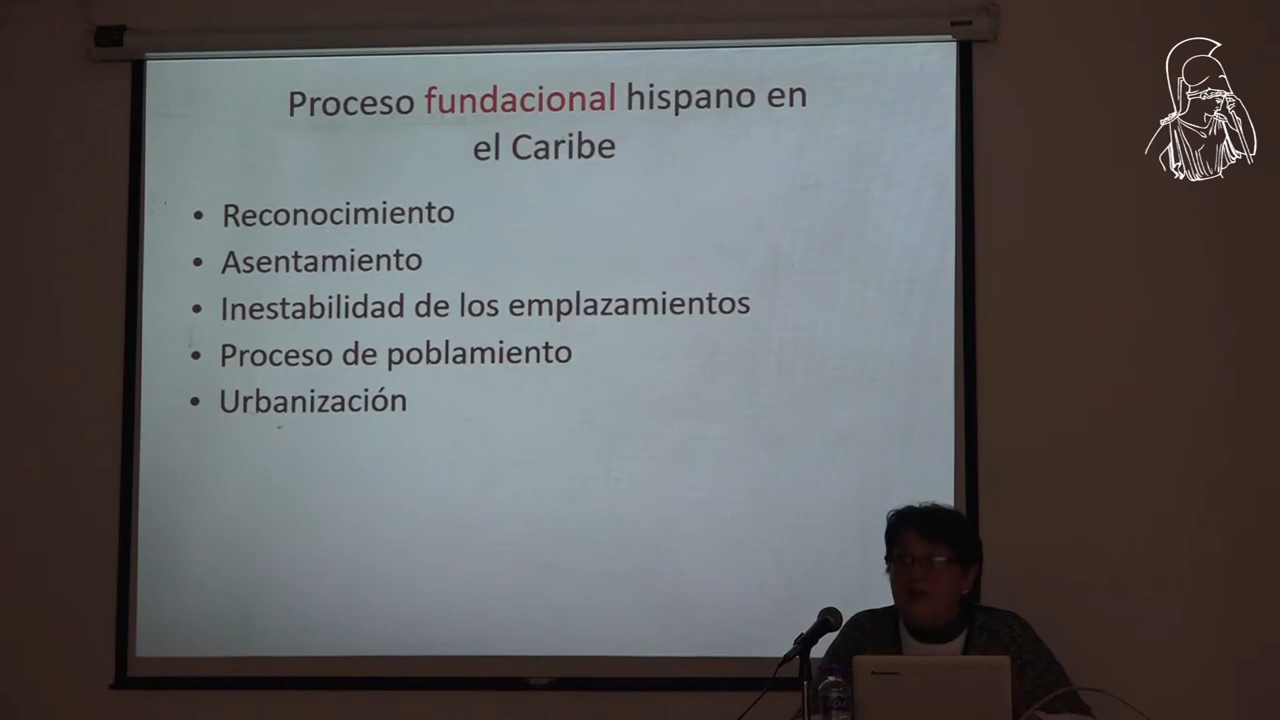 Proceso fundacional hispano en
el Caribe
• Reconocimiento
• Asentamiento
• Inestabilidad de los emplazamientos
• Proceso de poblamiento
• Urbanización